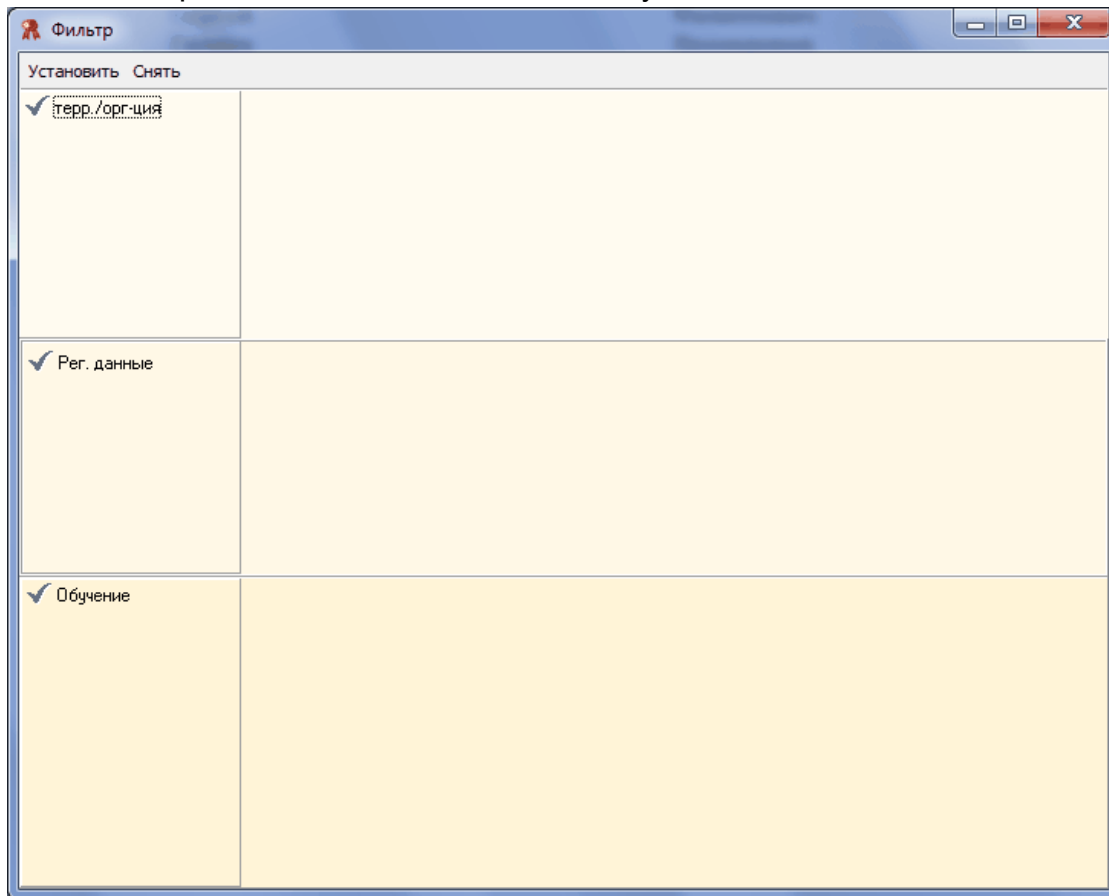 Фильтр
Установить Снять
терр./орг-ция
Рег. данные
Обучение